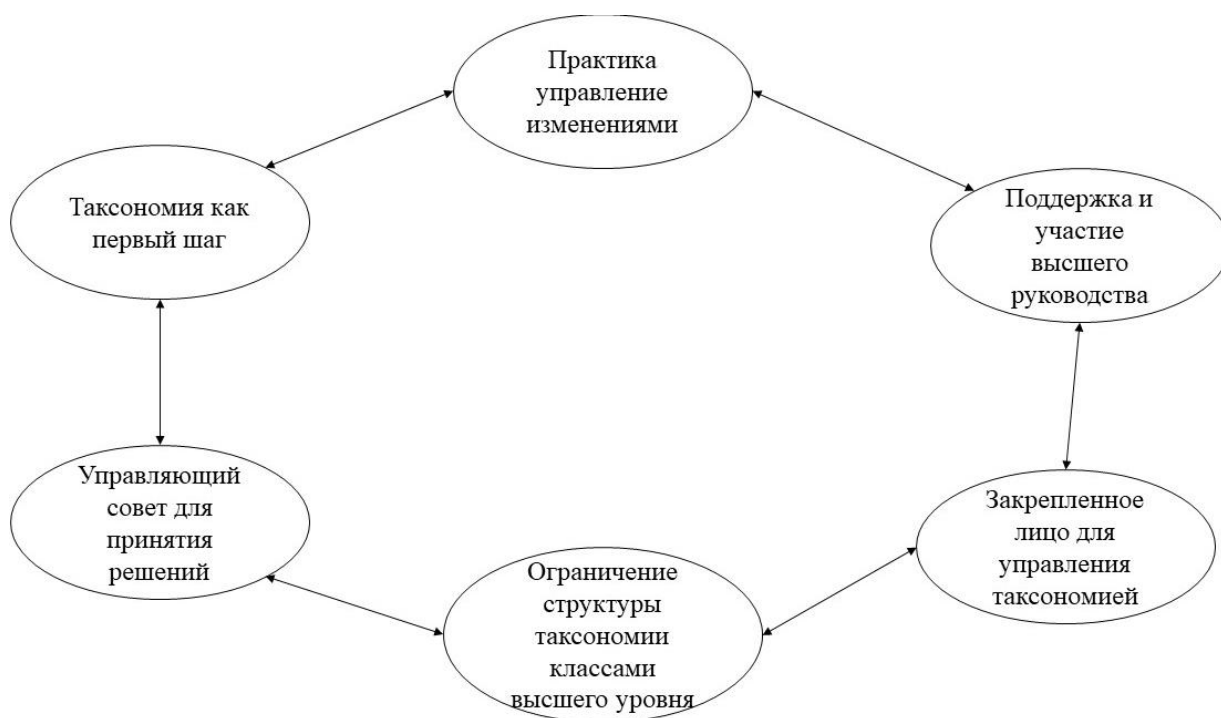 Практика
управление
изменениями
Таксономия как
первый шаг
Поддержка и
участие
высшего
руководства
Управляющий
совет для
принятия
решений
Закрепленное
лицо для
управления
таксономией
Ограничение
структуры
таксономии
классами
высшего уровня